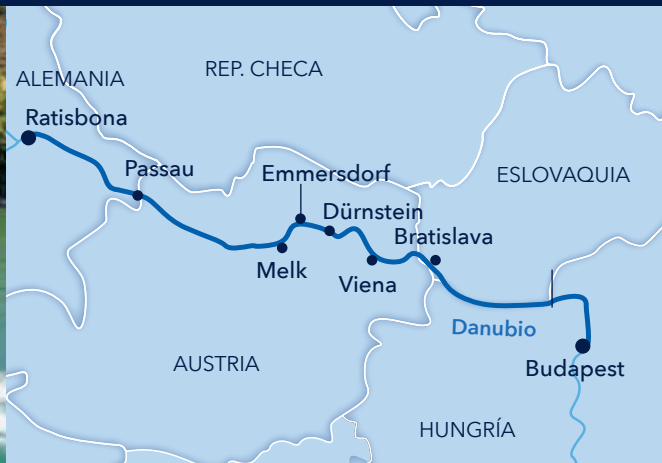 REP. CHECA
ALEMANIA
Ratisbona
Passau
Emmersdorf
ESLOVAQUIA
Dürnstein
Bratislava
Melk
Viena
Danubio
AUSTRIA
Budapest
HUNGRÍA